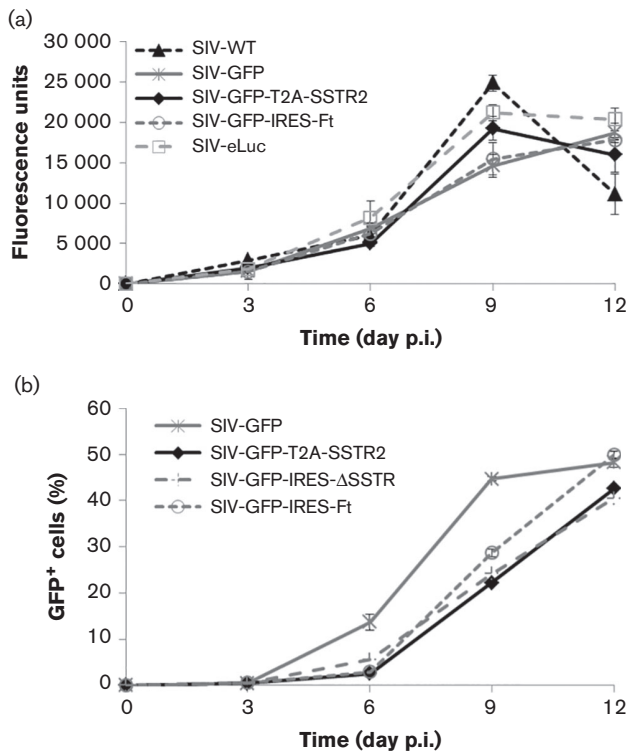 (a)
30 000
25 000
20 000
15 000
10 000
5 000
0
Fluorescence units
SIV-WT
SIV-GFP
SIV-GFP-T2A-SSTR2
SIV-GFP-IRES-Ft
SIV-eLuc
0 3 6 9 12
Time (day p.i.)
(b)
60
50
40
30
20
10
0
GFP⁺ cells (%)
SIV-GFP
SIV-GFP-T2A-SSTR2
SIV-GFP-IRES-ΔSSTR
SIV-GFP-IRES-Ft
0 3 6 9 12
Time (day p.i.)